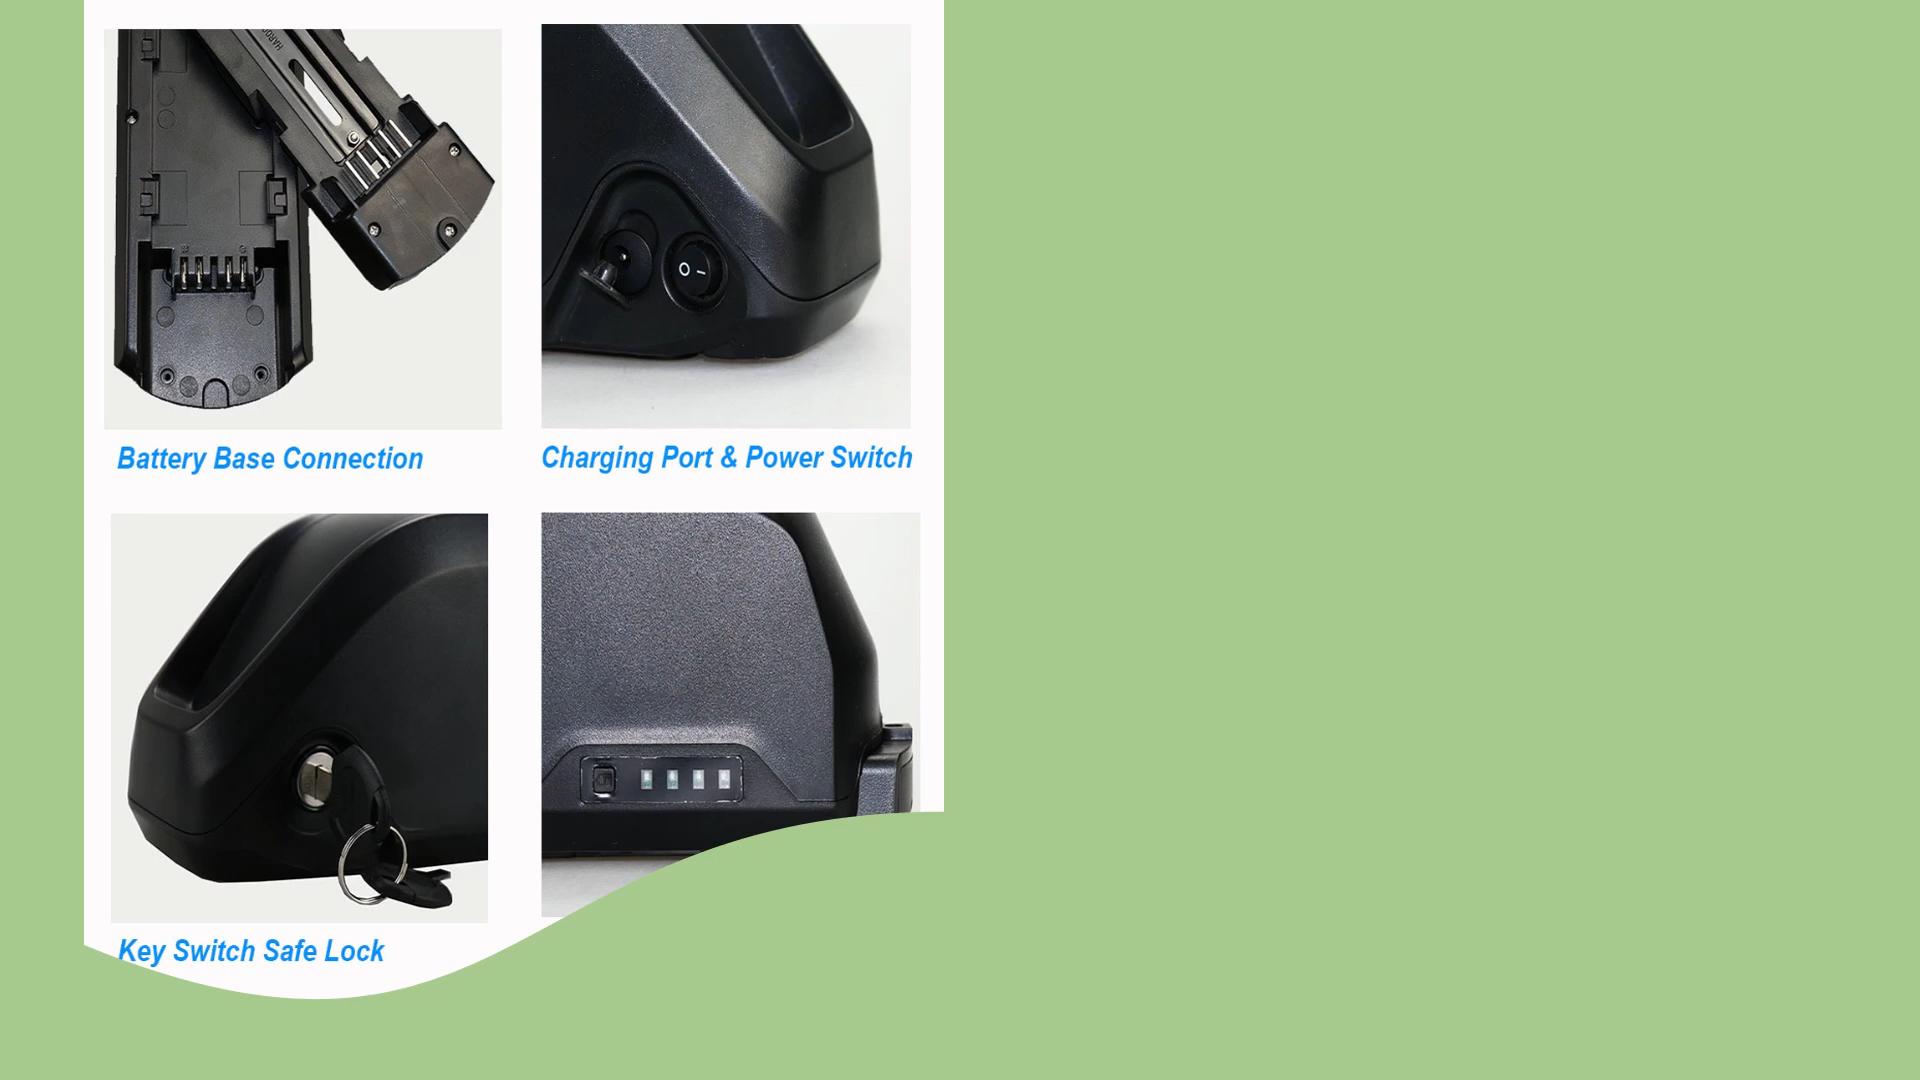 Battery Base Connection
Charging Port & Power Switch
Key Switch Safe Lock